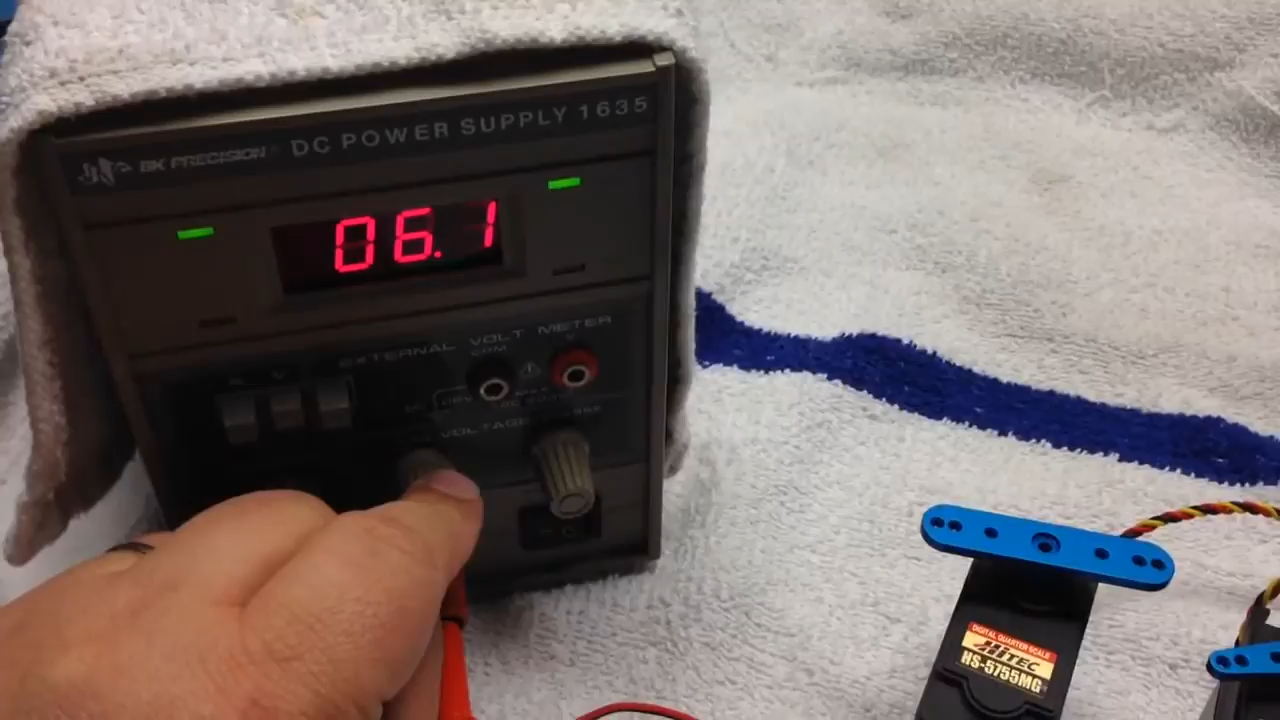 BK PRECISION DC POWER SUPPLY 1635
06.1
EXTERNAL VOLT METER
COM V
VOLTAGE
DIGITAL QUARTER SCALE
HiTEC
HS-5755MG